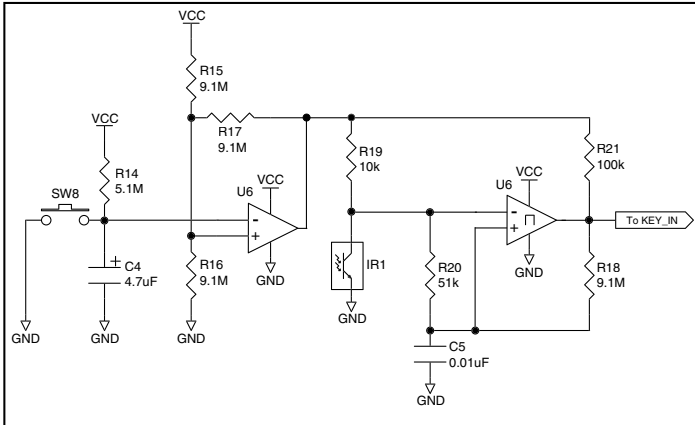 VCC
R15
9.1M
VCC
R17
9.1M
R14
5.1M
SW8
VCC
U6
-
+
GND
C4
+
4.7uF
R16
9.1M
GND
GND
GND
R19
10k
IR1
GND
R20
51k
VCC
U6
-
+
GND
R21
100k
To KEY_IN
R18
9.1M
C5
0.01uF
GND